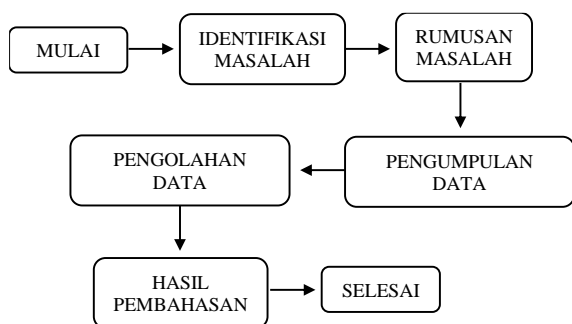 MULAI
IDENTIFIKASI
MASALAH
RUMUSAN
MASALAH
PENGUMPULAN
DATA
PENGOLAHAN
DATA
HASIL
PEMBAHASAN
SELESAI